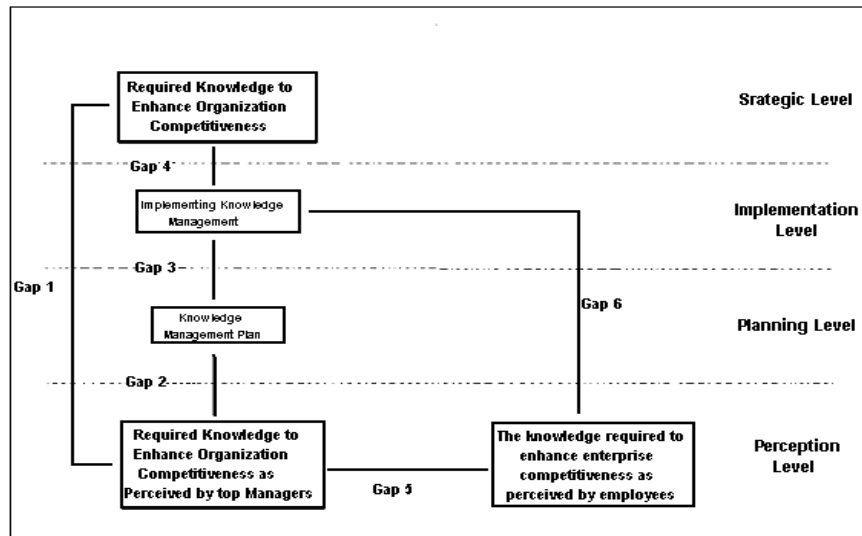 Required Knowledge to
Enhance Organization
Competitiveness
Srategic Level
Gap 4
Implementing Knowledge
Management
Implementation
Level
Gap 3
Gap 1
Gap 6
Knowledge
Management Plan
Planning Level
Gap 2
Required Knowledge to
Enhance Organization
Competitiveness as
Perceived by top Managers
The knowledge required to
enhance enterprise
competitiveness as
perceived by employees
Perception
Level
Gap 5